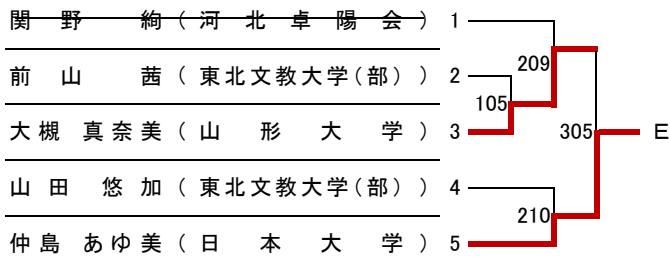 関野 絢 (河北卓陽会) 1
209
前山 茜 (東北文教大学(部)) 2
105
大槻 真奈美 (山形大学) 3
305 E
山田 悠加 (東北文教大学(部)) 4
210
仲島 あゆ美 (日本大学) 5